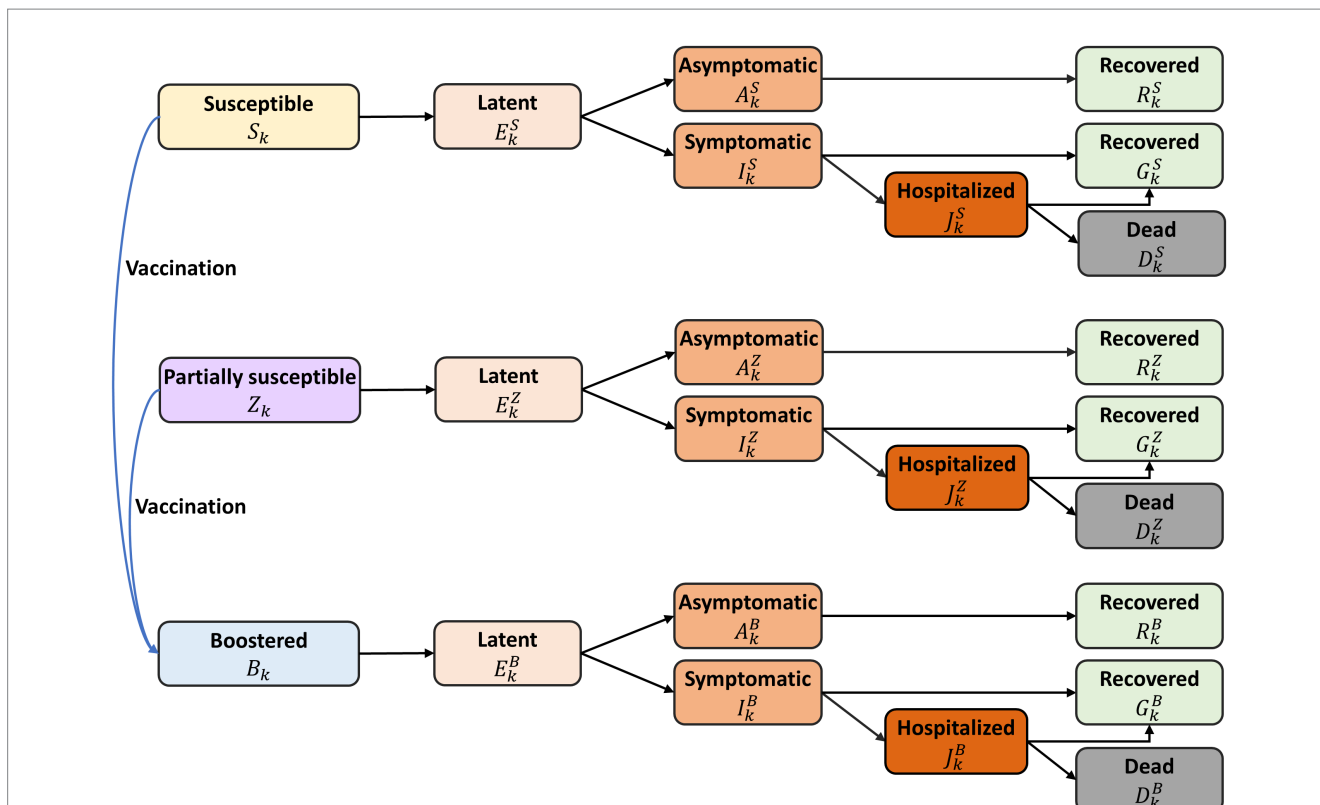 Susceptible
S_k
Latent
E_k^S
Asymptomatic
A_k^S
Symptomatic
I_k^S
Hospitalized
J_k^S
Recovered
R_k^S
Recovered
G_k^S
Dead
D_k^S
Vaccination
Partially susceptible
Z_k
Latent
E_k^Z
Asymptomatic
A_k^Z
Symptomatic
I_k^Z
Hospitalized
J_k^Z
Recovered
R_k^Z
Recovered
G_k^Z
Dead
D_k^Z
Vaccination
Boostered
B_k
Latent
E_k^B
Asymptomatic
A_k^B
Symptomatic
I_k^B
Hospitalized
J_k^B
Recovered
R_k^B
Recovered
G_k^B
Dead
D_k^B